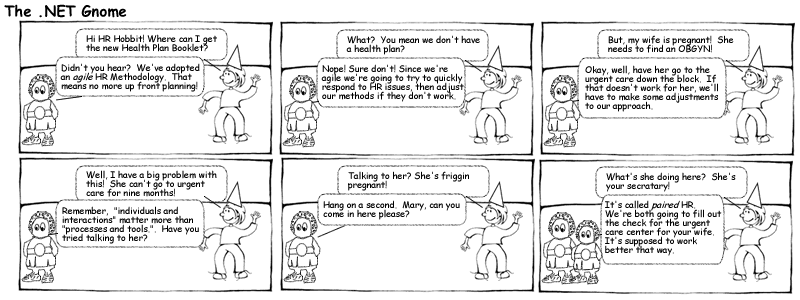 The .NET Gnome
Hi HR Hobbit! Where can I get
the new Health Plan Booklet?
Didn't you hear? We've adopted
an agile HR Methodology. That
means no more up front planning!
What? You mean we don't have
a health plan?
Nope! Sure don't! Since we're
agile we're going to try to quickly
respond to HR issues, then adjust
our methods if they don't work.
But, my wife is pregnant! She
needs to find an OBGYN!
Okay, well, have her go to the
urgent care down the block. If
that doesn't work for her, we'll
have to make some adjustments
to our approach.
Well, I have a big problem with
this! She can't go to urgent
care for nine months!
Remember, "individuals and
interactions" matter more than
"processes and tools.". Have you
tried talking to her?
Talking to her? She's friggin
pregnant!
Hang on a second. Mary, can you
come in here please?
What's she doing here? She's
your secratary!
It's called paired HR.
We're both going to fill out
the check for the urgent
care center for your wife.
It's supposed to work
better that way.